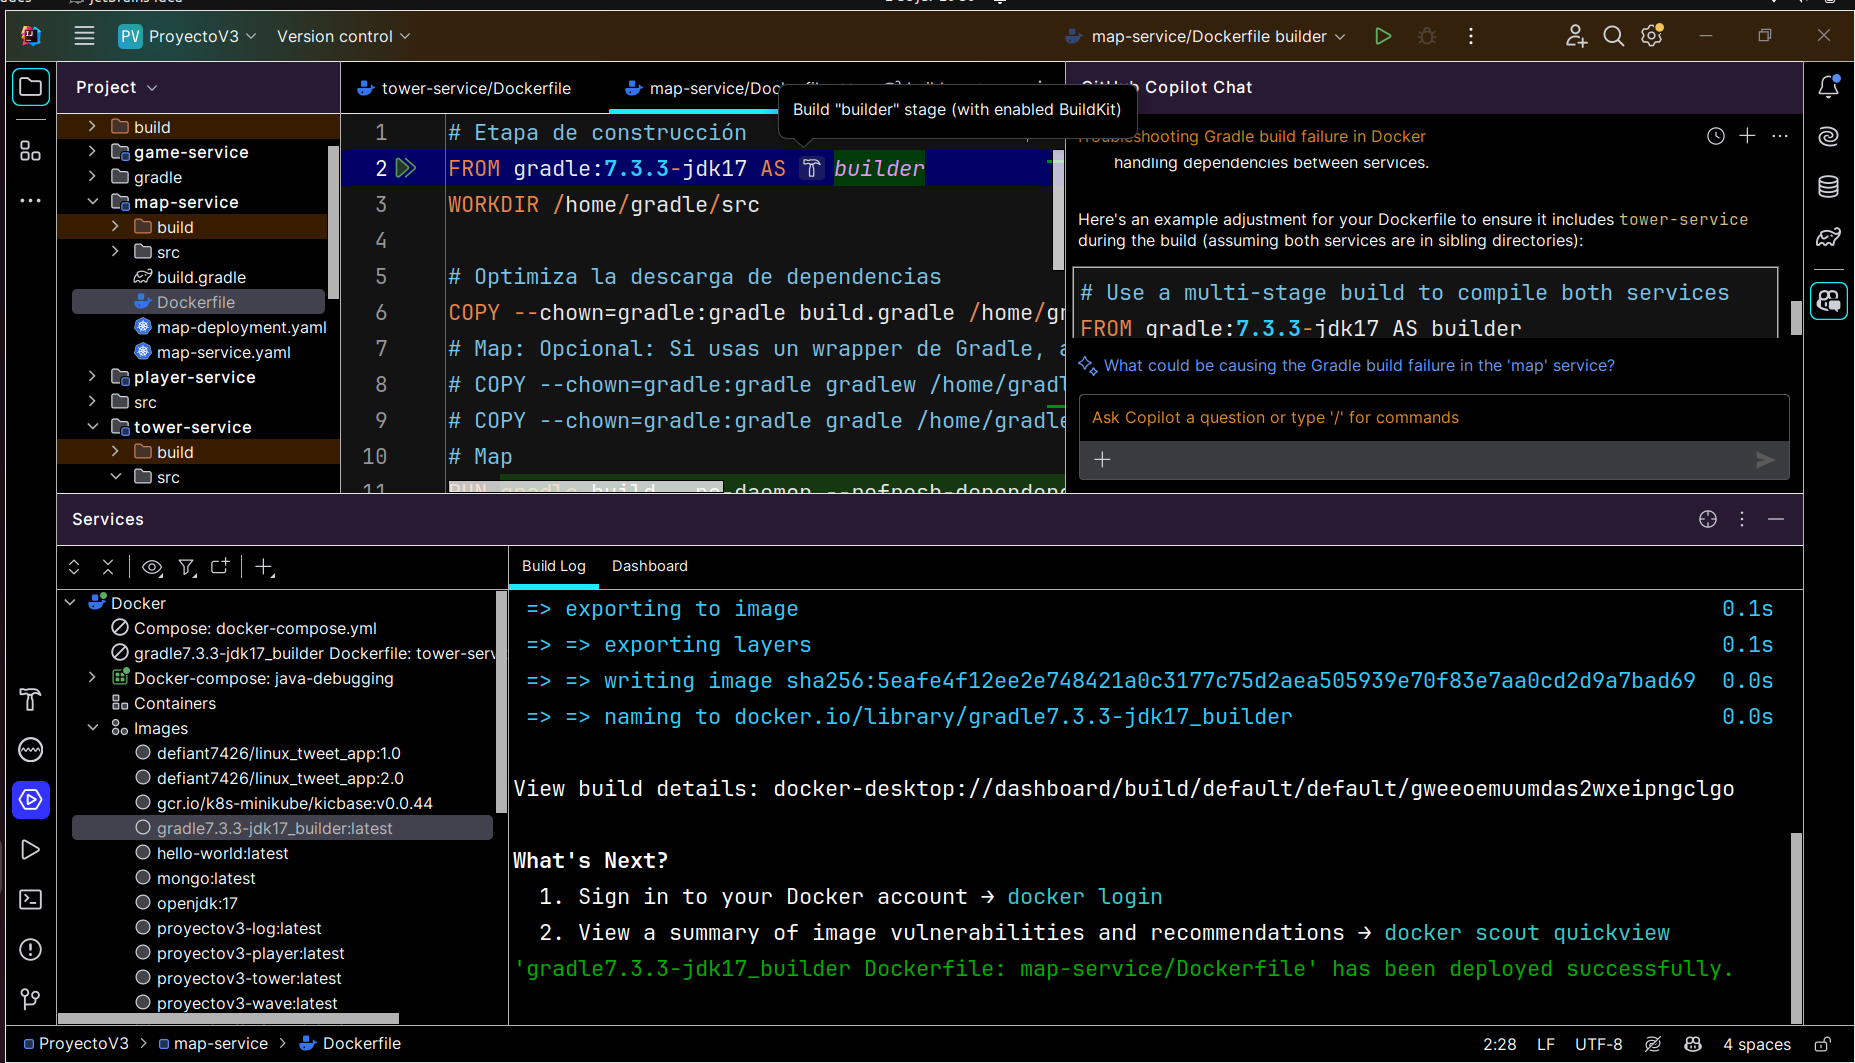 PV ProyectoV3
Version control
map-service/Dockerfile builder
Project
tower-service/Dockerfile
map-service/Doc
GitHub Copilot Chat
Build "builder" stage (with enabled BuildKit)
build
game-service
gradle
map-service
build
src
build.gradle
Dockerfile
map-deployment.yaml
map-service.yaml
player-service
src
tower-service
build
src
1 # Etapa de construcción
2 FROM gradle:7.3.3-jdk17 AS builder
3 WORKDIR /home/gradle/src
4
5 # Optimiza la descarga de dependencias
6 COPY --chown=gradle:gradle build.gradle /home/gr
7 # Map: Opcional: Si usas un wrapper de Gradle, a
8 # COPY --chown=gradle:gradle gradlew /home/gradl
9 # COPY --chown=gradle:gradle gradle /home/gradle
10 # Map
11 RUN gradle build --no-daemon --refresh-dependenc
Troubleshooting Gradle build failure in Docker
handling dependencies between services.
Here's an example adjustment for your Dockerfile to ensure it includes tower-service
during the build (assuming both services are in sibling directories):
# Use a multi-stage build to compile both services
FROM gradle:7.3.3-jdk17 AS builder
What could be causing the Gradle build failure in the 'map' service?
Ask Copilot a question or type '/' for commands
Services
Docker
Compose: docker-compose.yml
gradle7.3.3-jdk17_builder Dockerfile: tower-serv
Docker-compose: java-debugging
Containers
Images
defiant7426/linux_tweet_app:1.0
defiant7426/linux_tweet_app:2.0
gcr.io/k8s-minikube/kicbase:v0.0.44
gradle7.3.3-jdk17_builder:latest
hello-world:latest
mongo:latest
openjdk:17
proyectov3-log:latest
proyectov3-player:latest
proyectov3-tower:latest
proyectov3-wave:latest
Build Log
Dashboard
=> exporting to image 0.1s
=> => exporting layers 0.1s
=> => writing image sha256:5eafe4f12ee2e748421a0c3177c75d2aea505939e70f83e7aa0cd2d9a7bad69 0.0s
=> => naming to docker.io/library/gradle7.3.3-jdk17_builder 0.0s
View build details: docker-desktop://dashboard/build/default/default/gweeoemuumdas2wxeipngclgo
What's Next?
1. Sign in to your Docker account → docker login
2. View a summary of image vulnerabilities and recommendations → docker scout quickview
'gradle7.3.3-jdk17_builder Dockerfile: map-service/Dockerfile' has been deployed successfully.
ProyectoV3 > map-service > Dockerfile
2:28 LF UTF-8 4 spaces